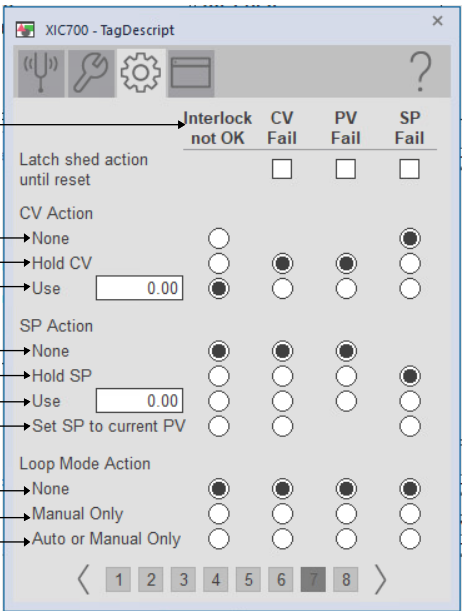 XIC700 - TagDescript
×
?
Interlock not OK CV Fail PV Fail SP Fail
Latch shed action
until reset
CV Action
None
Hold CV
Use 0.00
SP Action
None
Hold SP
Use 0.00
Set SP to current PV
Loop Mode Action
None
Manual Only
Auto or Manual Only
1 2 3 4 5 6 7 8